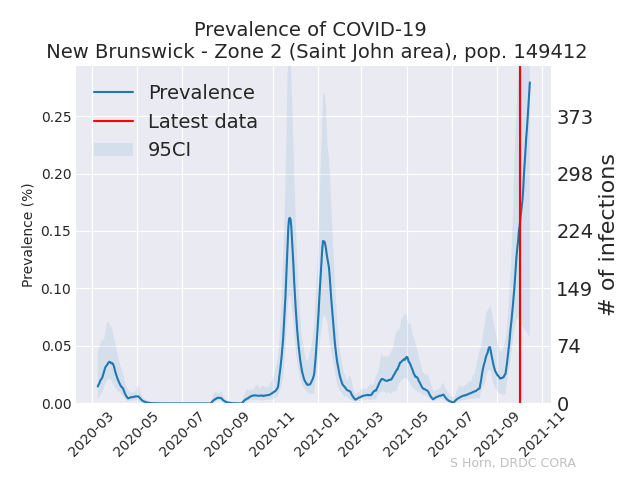 Prevalence of COVID-19
New Brunswick - Zone 2 (Saint John area), pop. 149412
Prevalence
Latest data
95CI
Prevalence (%)
0.25
0.20
0.15
0.10
0.05
0.00
373
298
224
149
74
0
# of infections
2020-03
2020-05
2020-07
2020-09
2020-11
2021-01
2021-03
2021-05
2021-07
2021-09
2021-11
S Horn, DRDC CORA